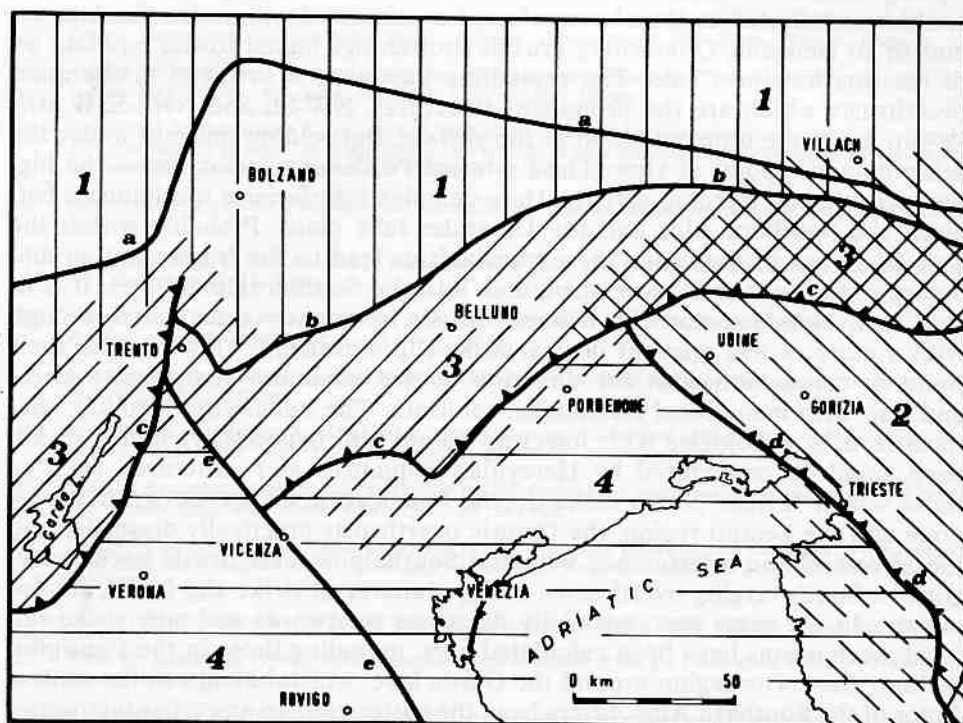 1
a
VILLACH
1
1
b
BOLZANO
a
3
c
BELLUNO
b
TRENTO
3
UDINE
PORDENONE
GORIZIA
2
c
c
3
e
d
4
TRIESTE
Garda
VICENZA
SEA
VERONA
VENEZIA
d
ADRIATIC
4
e
0 km 50
ROVIGO